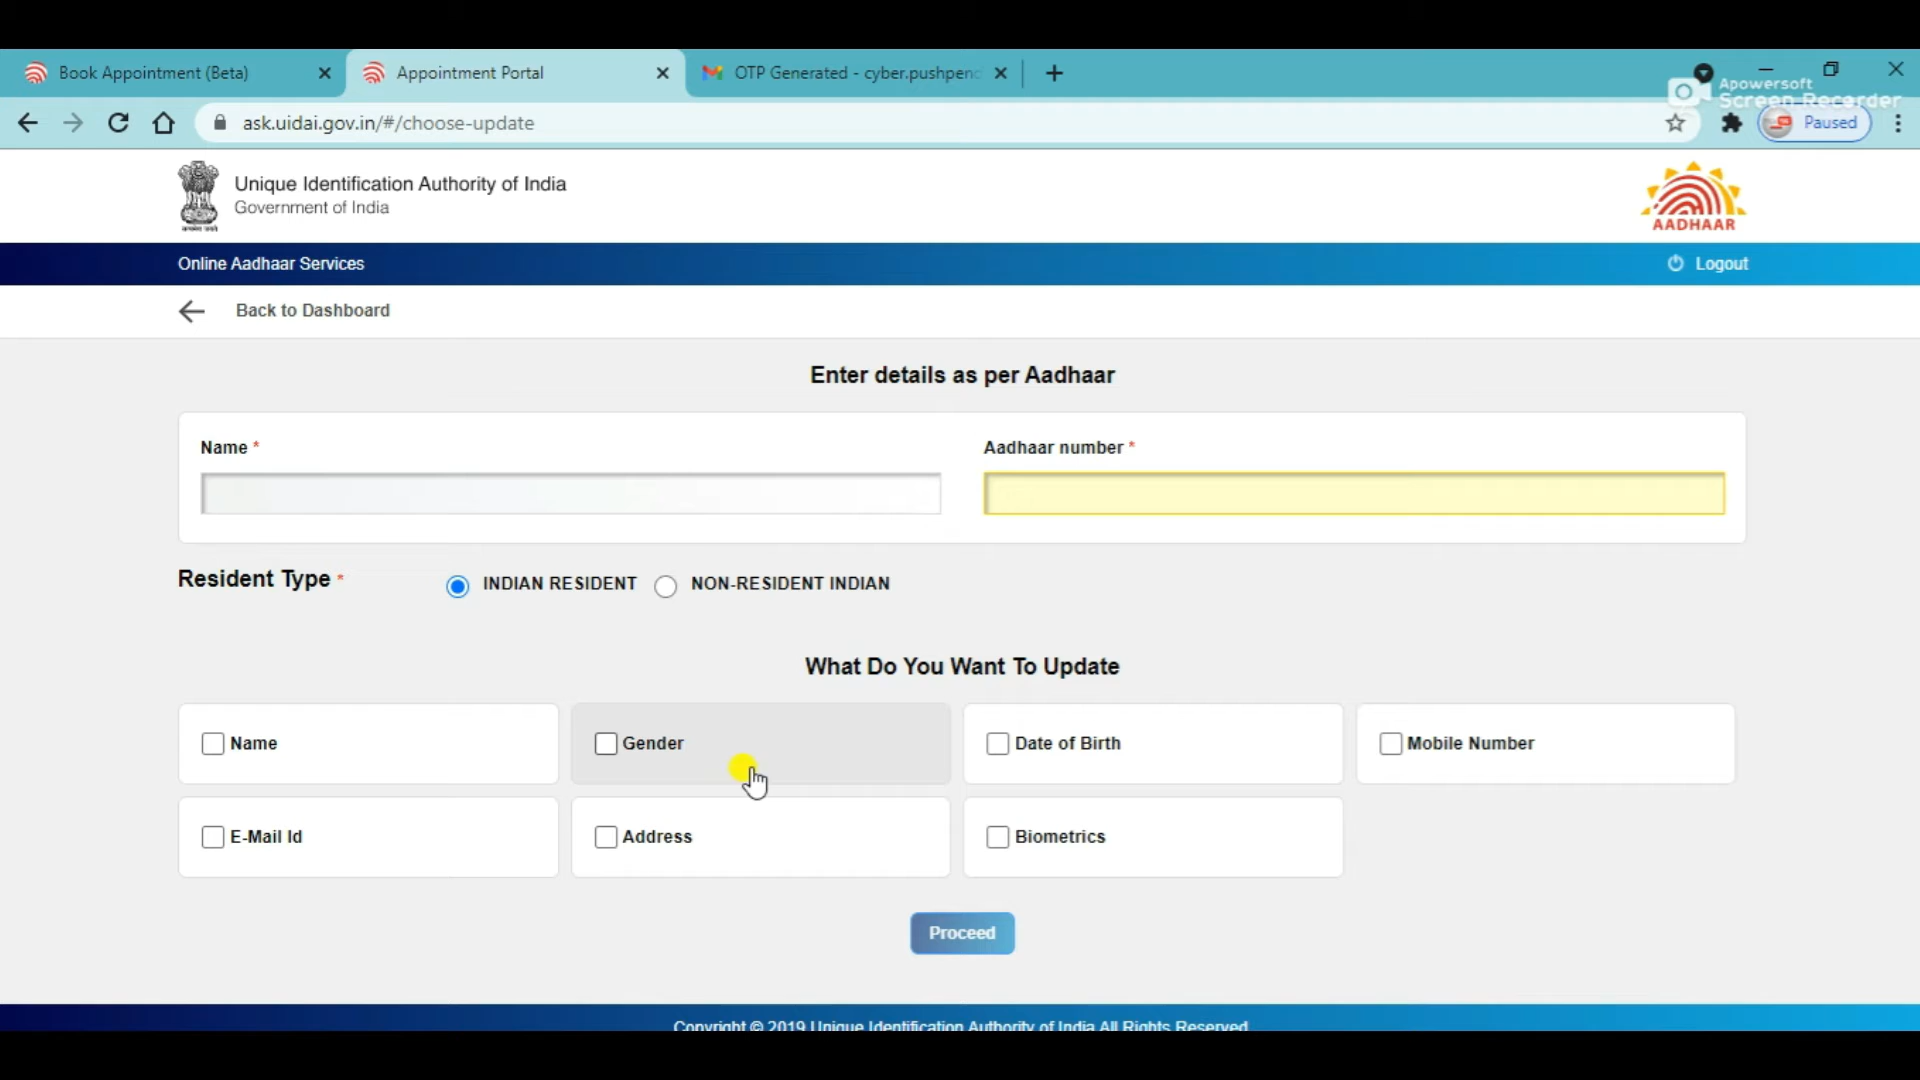 Book Appointment (Beta)
Appointment Portal
OTP Generated - cyber.pushpen
Apowersoft
Screen Recorder
ask.uidai.gov.in/#/choose-update
Paused
Unique Identification Authority of India
Government of India
AADHAAR
Online Aadhaar Services
Logout
Back to Dashboard
Enter details as per Aadhaar
Name *
Aadhaar number *
Resident Type *
INDIAN RESIDENT
NON-RESIDENT INDIAN
What Do You Want To Update
Name
Gender
Date of Birth
Mobile Number
E-Mail Id
Address
Biometrics
Proceed
Copyright © 2019 Unique Identification Authority of India All Rights Reserved